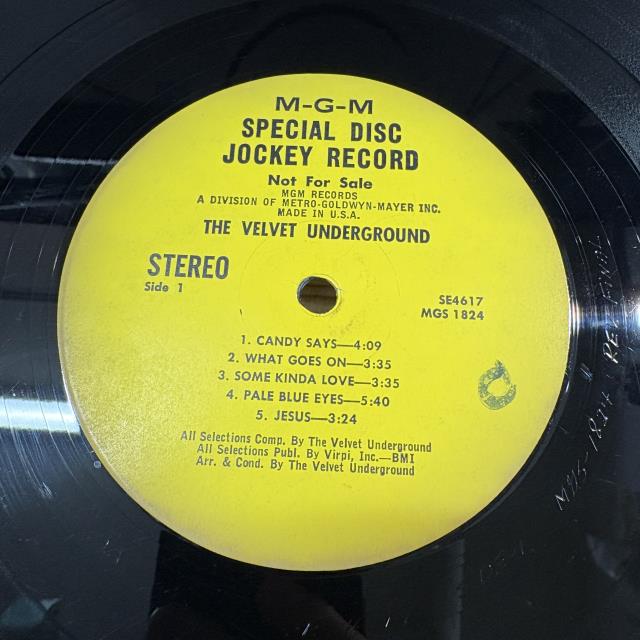 M-G-M
SPECIAL DISC
JOCKEY RECORD
Not For Sale
MGM RECORDS
A DIVISION OF METRO-GOLDWYN-MAYER INC.
MADE IN U.S.A.
THE VELVET UNDERGROUND
STEREO
Side 1
SE4617
MGS 1824
1. CANDY SAYS—4:09
2. WHAT GOES ON—3:35
3. SOME KINDA LOVE—3:35
4. PALE BLUE EYES—5:40
5. JESUS—3:24
All Selections Comp. By The Velvet Underground
All Selections Publ. By Virpi, Inc.—BMI
Arr. & Cond. By The Velvet Underground
MGS-1824